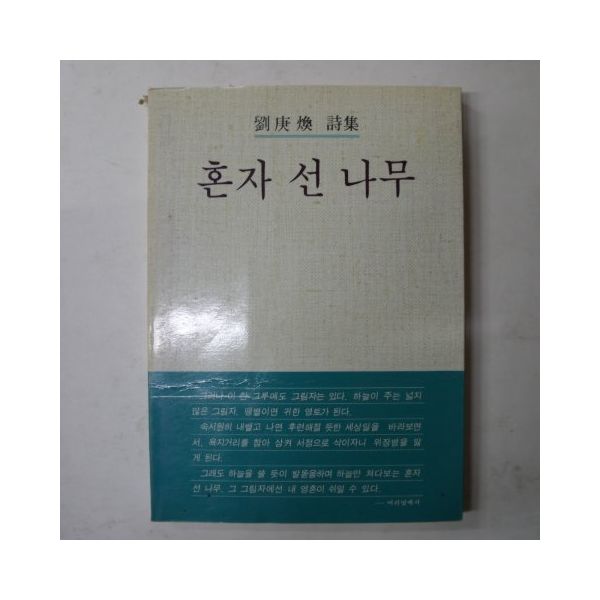 劉庚煥 詩集
혼자 선 나무
그러나 이 한 그루에도 그림자는 있다. 하늘이 주는 넓지
않은 그림자. 땡볕이면 귀한 영토가 된다.
속시원히 내뱉고 나면 후련해질 듯한 세상일을 바라보면
서, 욕지거리를 참아 삼켜 서정으로 삭이자니 위장병을 앓
게 된다.
그래도 하늘을 쓸 듯이 발돋움하며 하늘만 쳐다보는 혼자
선 나무. 그 그림자에선 내 영혼이 쉬일 수 있다.
── 머리말에서